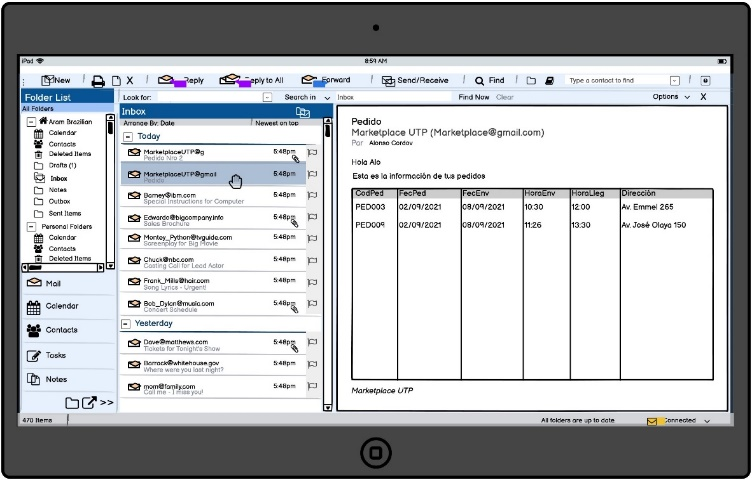 iPad 8:59 AM
New X Reply Reply to All Forward Send/Receive Find Type a contact to find
Folder List
All Folders
Aram Brazilian
Calendar
Contacts
Deleted Items
Drafts (1)
Inbox
Notes
Outbox
Sent Items
Personal Folders
Calendar
Contacts
Deleted Items
Mail
Calendar
Contacts
Tasks
Notes
>>
Look for: Search in Inbox Find Now Clear Options X
Inbox
Arrange By: Date Newest on top
Today
MarketplaceUTP@g 5:48pm
Pedido Nro 2
MarketplaceUTP@gmail
Pedido
Barney@ibm.com 5:48pm
Special Instructions for Computer
Edwardo@bigcompany.info 5:48pm
Sales Brochure
Montey_Python@tvguide.com 5:48pm
Screenplay for Big Movie
Chuck@nbc.com 5:48pm
Casting Call for Lead Actor
Frank_Mills@hair.com 5:48pm
Song Lyrics - Urgent!
Bob_Dylan@music.com 5:48pm
Concert Schedule
Yesterday
Dave@matthews.com 5:48pm
Tickets for Tonight's Show
Barrack@whitehouse.gov 5:48pm
Where were you last night?
mom@family.com 5:48pm
Call me - I miss you!
Pedido
Marketplace UTP (Marketplace@gmail.com)
Por Alonso Cordov
Hola Alo
Esta es la información de tus pedidos
CodPed FecPed FecEnv HoraEnv HoraLleg Dirección
PED003 02/09/2021 08/09/2021 10:30 12:00 Av. Emmel 265
PED009 02/09/2021 08/09/2021 11:26 13:30 Av. José Olaya 150
Marketplace UTP
470 Items All folders are up to date Connected